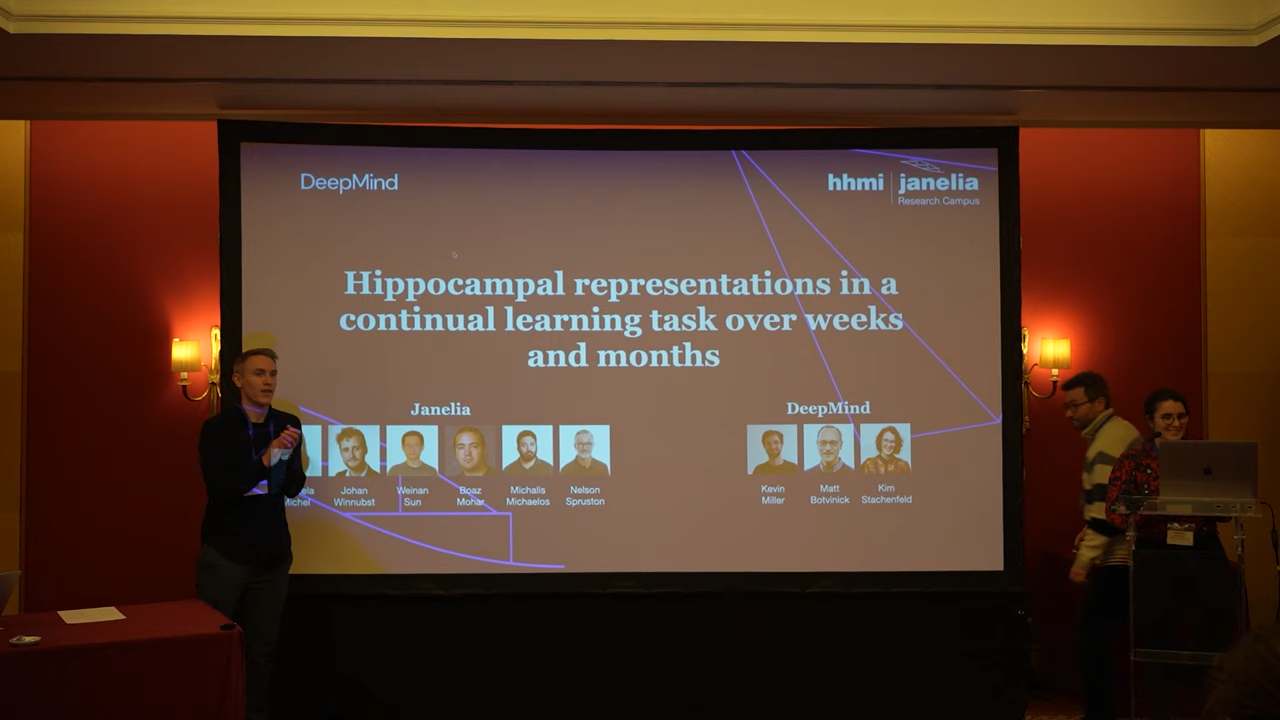 DeepMind
hhmi janelia
Research Campus
Hippocampal representations in a
continual learning task over weeks
and months
Janelia
DeepMind
Michel
Johan
Winnubst
Weinan
Sun
Boaz
Mohar
Michalis
Michaelos
Nelson
Spruston
Kevin
Miller
Matt
Botvinick
Kim
Stachenfeld